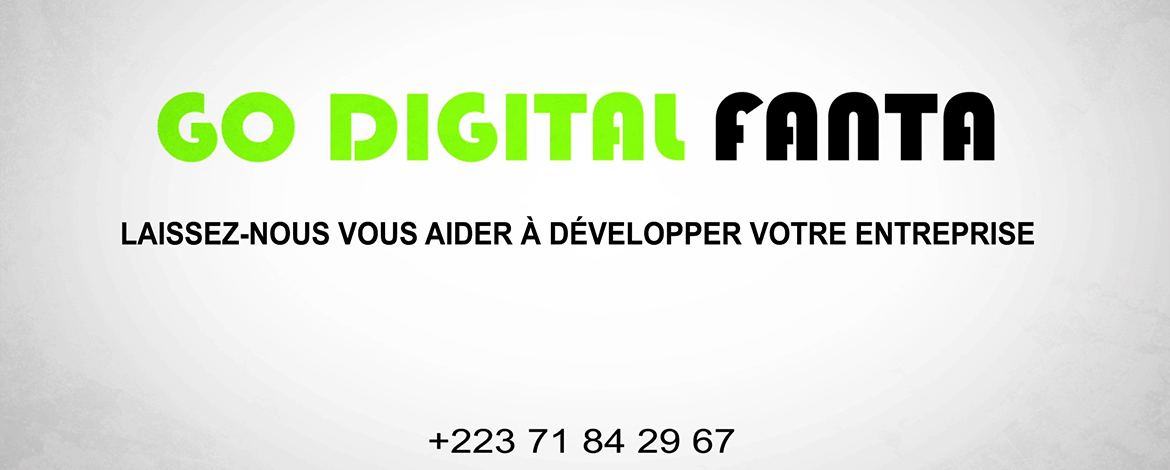 GO DIGITAL FANTA
LAISSEZ-NOUS VOUS AIDER À DÉVELOPPER VOTRE ENTREPRISE
+223 71 84 29 67